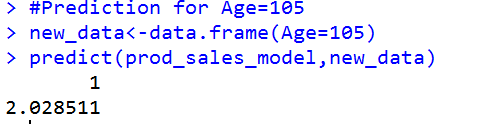 > #Prediction for Age=105
> new_data<-data.frame(Age=105)
> predict(prod_sales_model,new_data)
1
2.028511